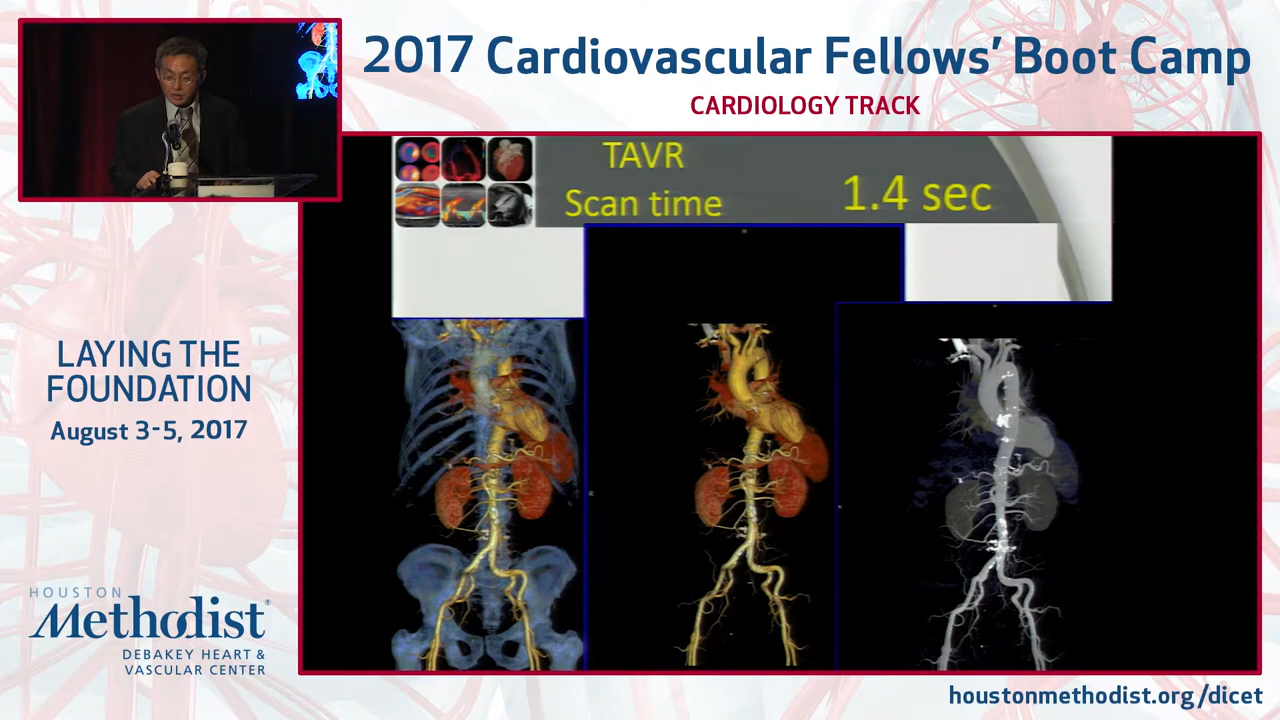 2017 Cardiovascular Fellows' Boot Camp
CARDIOLOGY TRACK
TAVR
Scan time 1.4 sec
LAYING THE
FOUNDATION
August 3-5, 2017
HOUSTON
Methodist®
DEBAKEY HEART &
VASCULAR CENTER
houstonmethodist.org/dicet